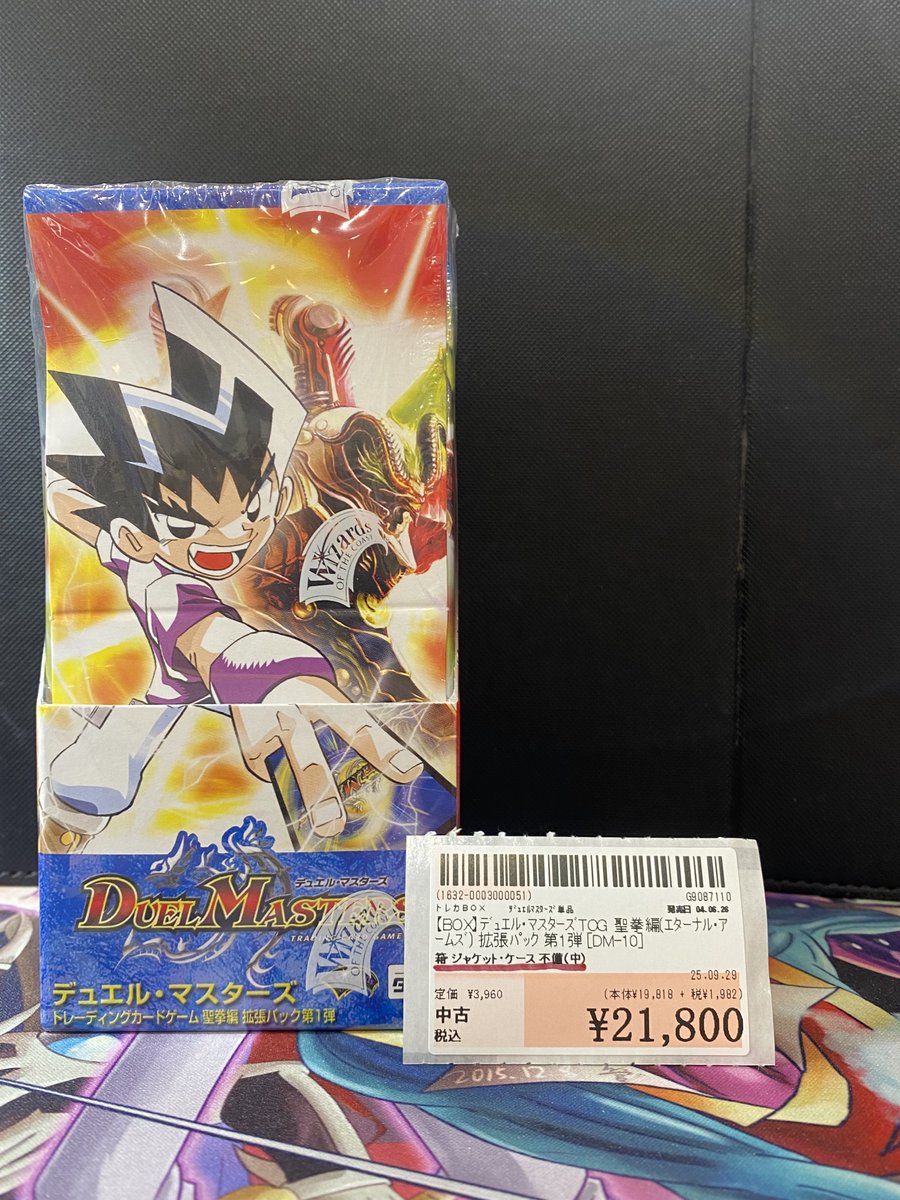 Wizards
OF THE COAST
デュエル・マスターズ
DUEL MASTERS
TRADING CARD GAME
Wizards
OF THE COAST
デュエル・マスターズ
トレーディングカードゲーム 聖拳編 拡張パック第1弾
(1632-0003000051) G9087110
トレカBOX デュエルマスターズ単品 発売日 04.06.26
【BOX】デュエル・マスターズTCG 聖拳編(エターナル・ア
ームズ) 拡張パック 第1弾 [DM-10]
箱 ジャケット・ケース 不備(中)
25.09.29
定価 ¥3,960 (本体¥19,818 + 税¥1,982)
中古
税込 ¥21,800
2015.12